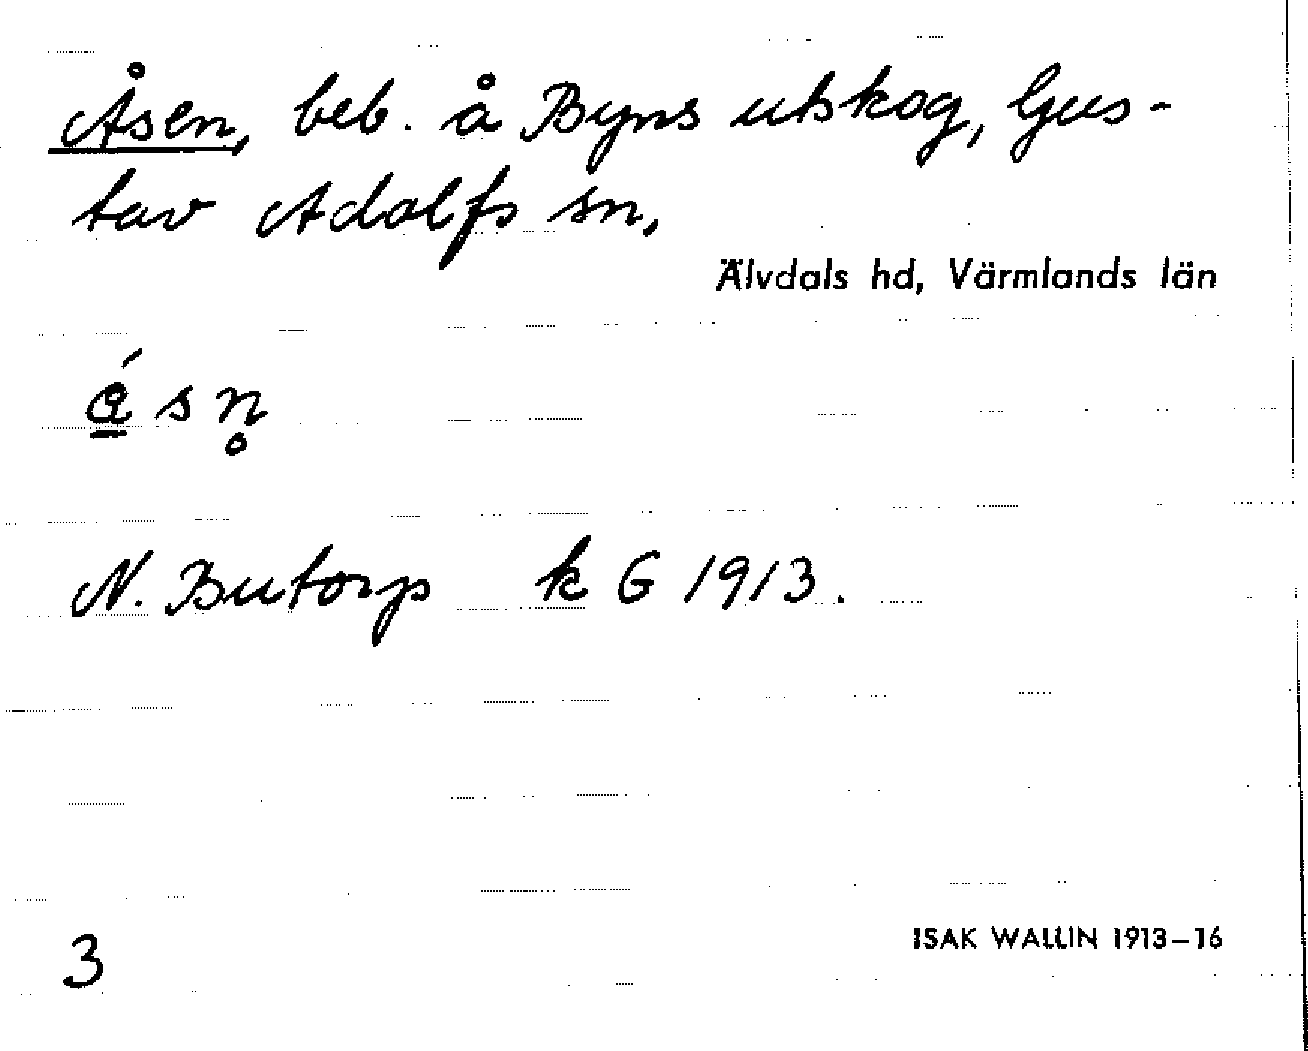 Åsen, beb. å Byns utskog, Gus-
tav Adolfs sn.
Älvdals hd, Värmlands län
N. Butorp k G 1913.
3
ISAK WALLIN 1913–16